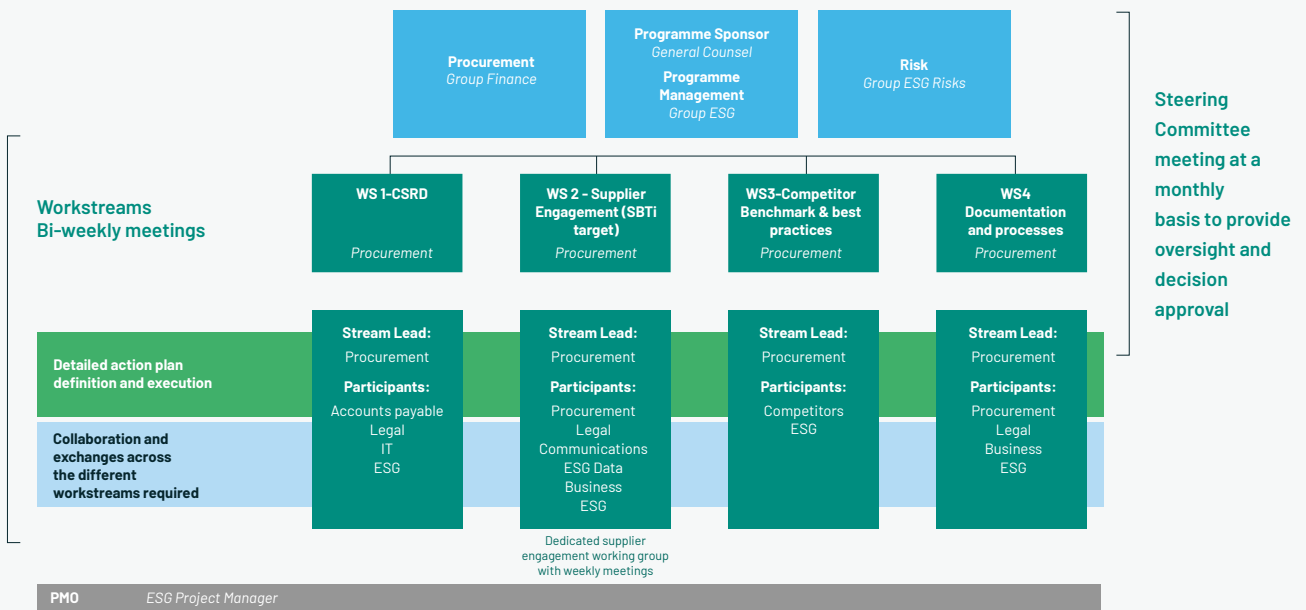 Procurement
Group Finance
Programme Sponsor
General Counsel
Programme
Management
Group ESG
Risk
Group ESG Risks
Steering
Committee
meeting at a
monthly
basis to provide
oversight and
decision
approval
Workstreams
Bi-weekly meetings
WS 1-CSRD
Procurement
WS 2 - Supplier
Engagement (SBTi
target)
Procurement
WS3-Competitor
Benchmark & best
practices
Procurement
WS4
Documentation
and processes
Procurement
Detailed action plan
definition and execution
Collaboration and
exchanges across
the different
workstreams required
Stream Lead:
Procurement
Participants:
Accounts payable
Legal
IT
ESG
Stream Lead:
Procurement
Participants:
Procurement
Legal
Communications
ESG Data
Business
ESG
Dedicated supplier
engagement working group
with weekly meetings
Stream Lead:
Procurement
Participants:
Competitors
ESG
Stream Lead:
Procurement
Participants:
Procurement
Legal
Business
ESG
PMO ESG Project Manager